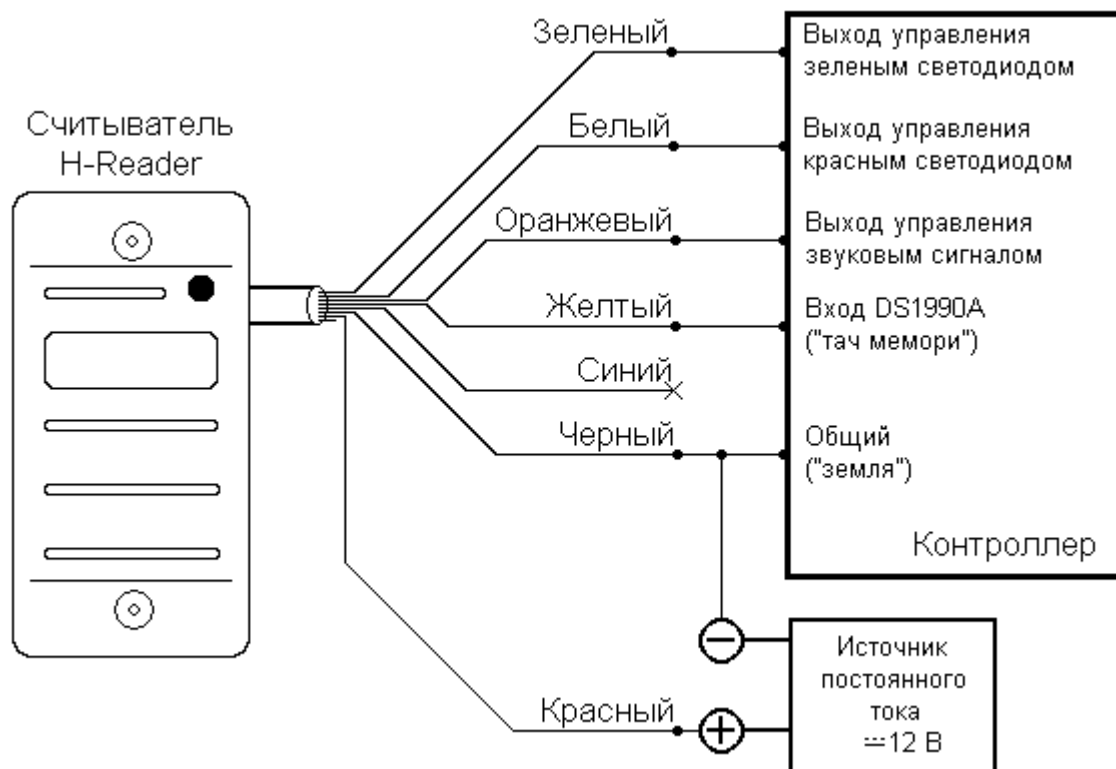 Считыватель
H-Reader
Зеленый
Белый
Оранжевый
Желтый
Синий
Черный
Красный
Выход управления
зеленым светодиодом
Выход управления
красным светодиодом
Выход управления
звуковым сигналом
Вход DS1990A
("тач мемори")
Общий
("земля")
Контроллер
Источник
постоянного
тока
⎓12 В